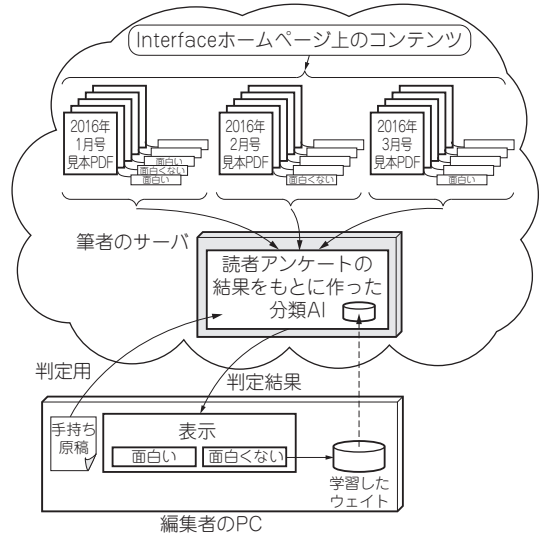 Interfaceホームページ上のコンテンツ
2016年
1月号
見本PDF
面白い
面白くない
面白い
2016年
2月号
見本PDF
面白くない
2016年
3月号
見本PDF
面白い
筆者のサーバ
読者アンケートの
結果をもとに作った
分類AI
判定用
判定結果
手持ち
原稿
表示
面白い
面白くない
学習した
ウェイト
編集者のPC